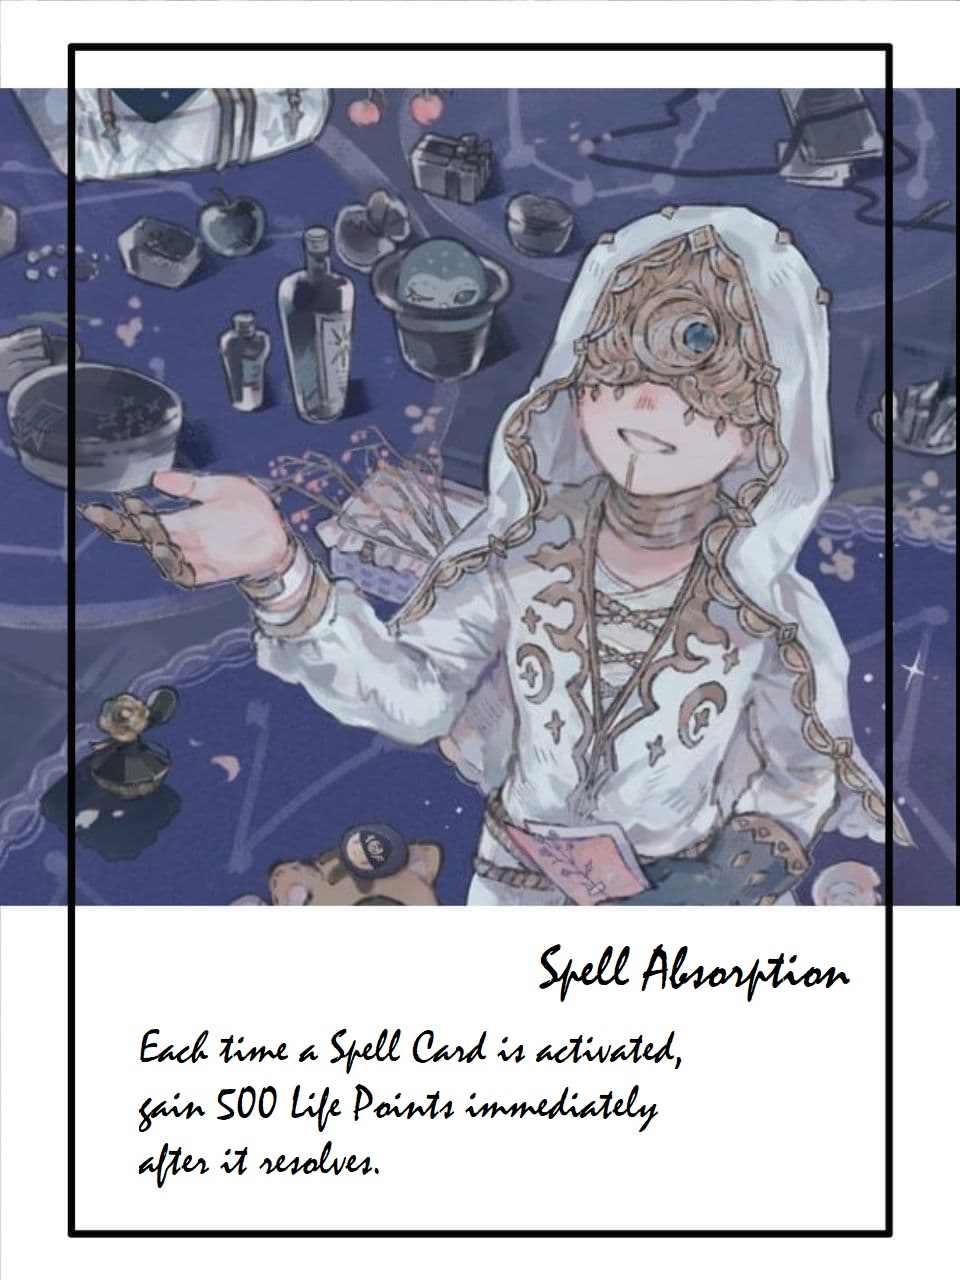 Spell Absorption
Each time a Spell Card is activated,
gain 500 Life Points immediately
after it resolves.